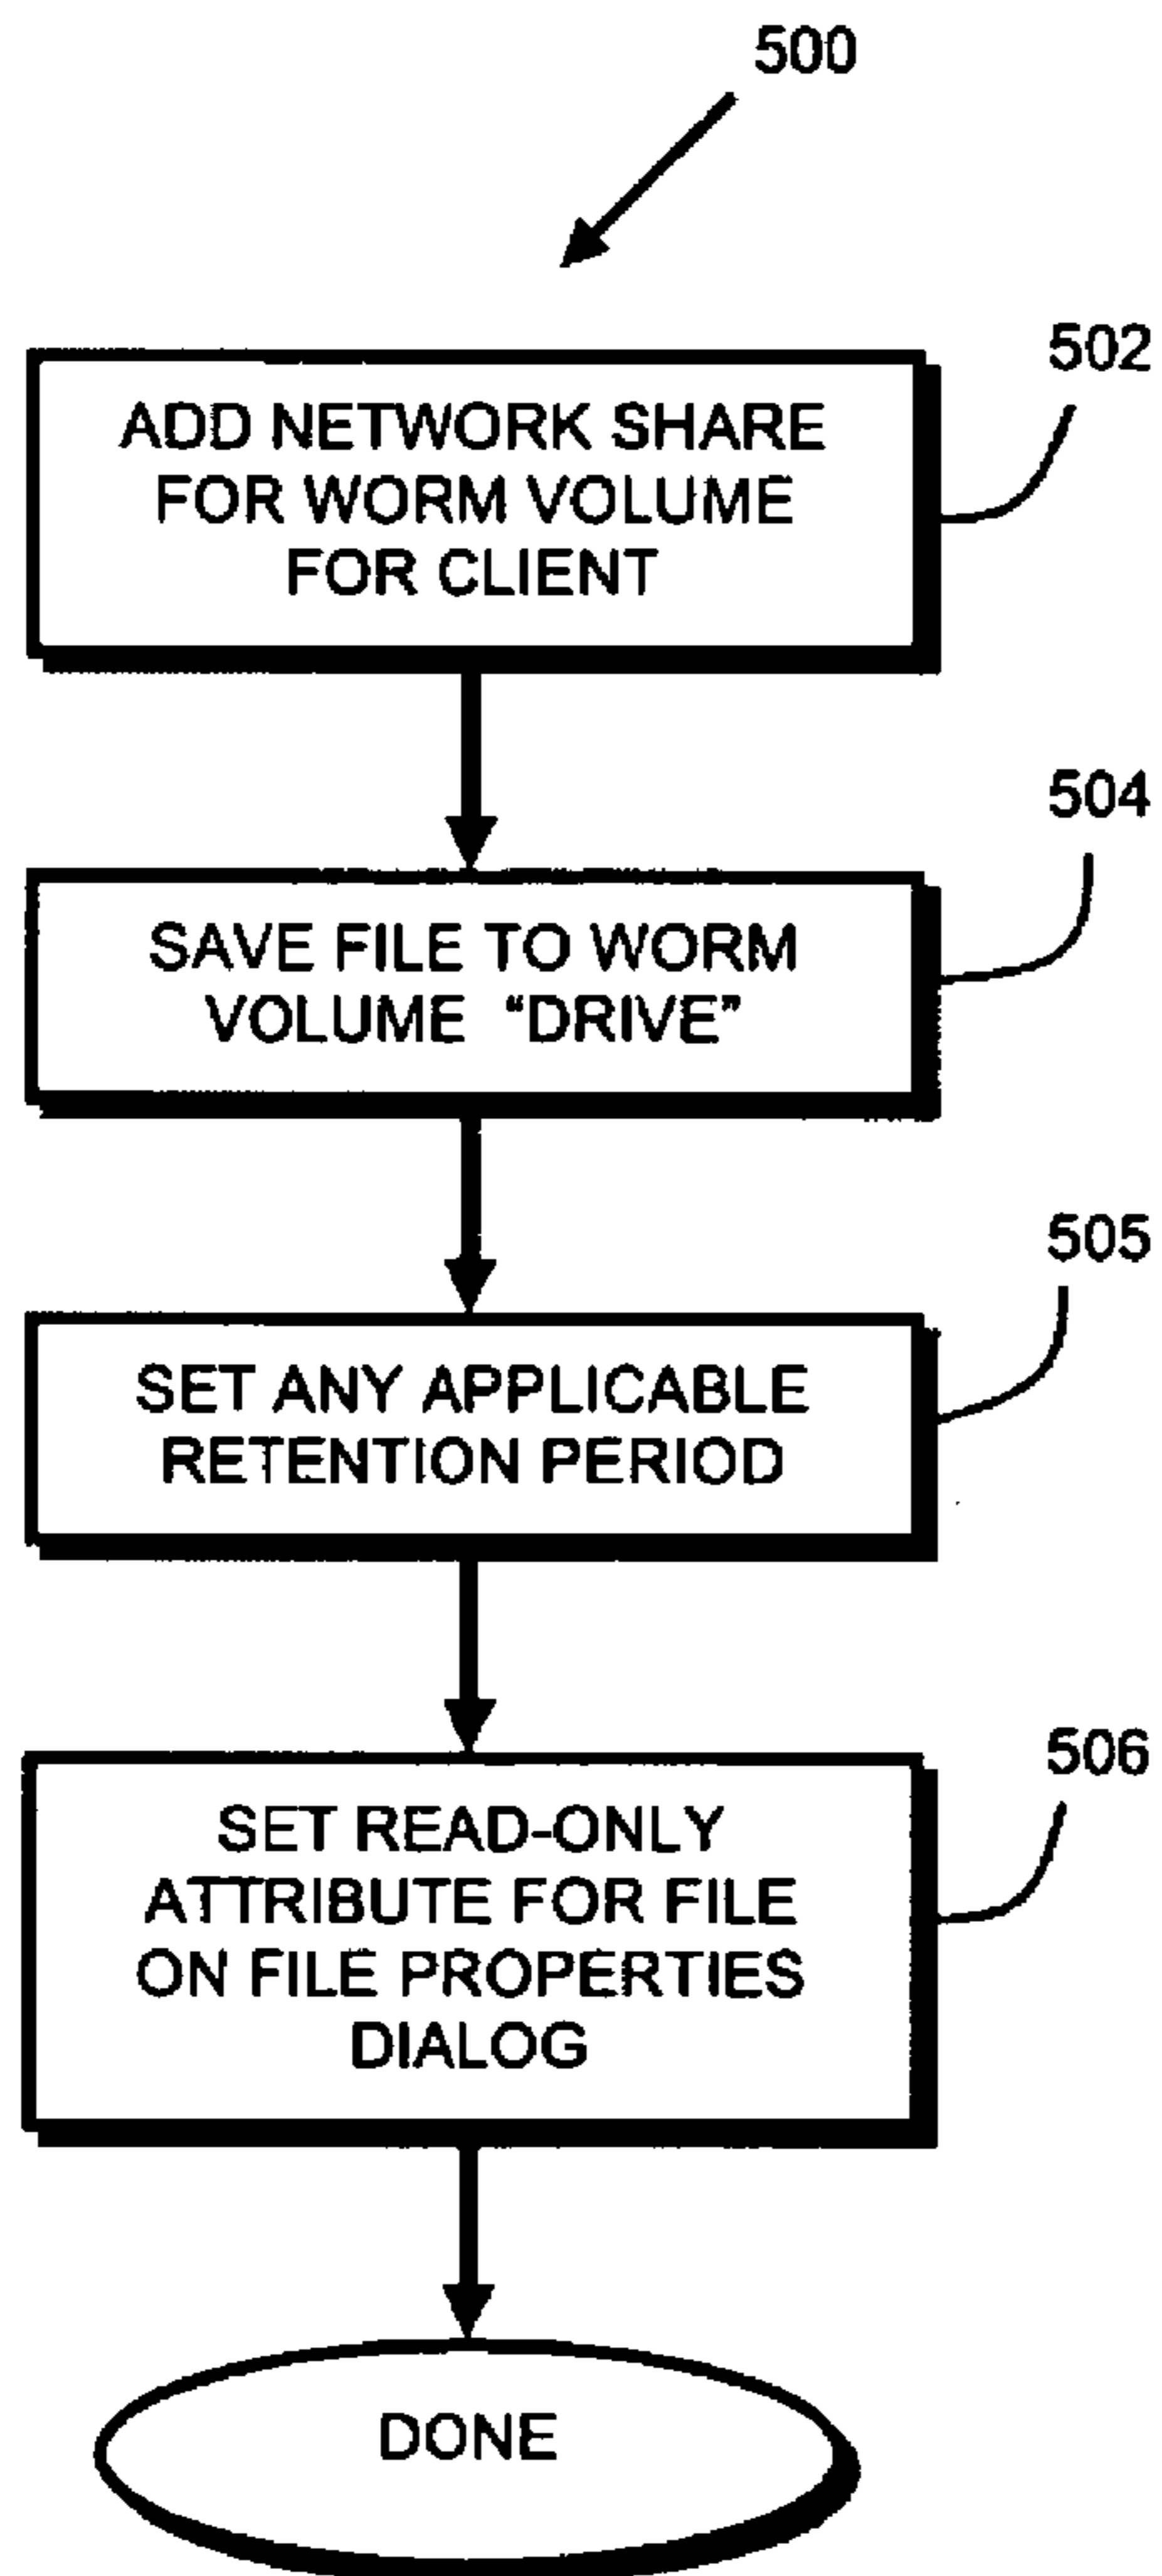 500
502
ADD NETWORK SHARE
FOR WORM VOLUME
FOR CLIENT
504
SAVE FILE TO WORM
VOLUME “DRIVE”
505
SET ANY APPLICABLE
RETENTION PERIOD
506
SET READ-ONLY
ATTRIBUTE FOR FILE
ON FILE PROPERTIES
DIALOG
DONE